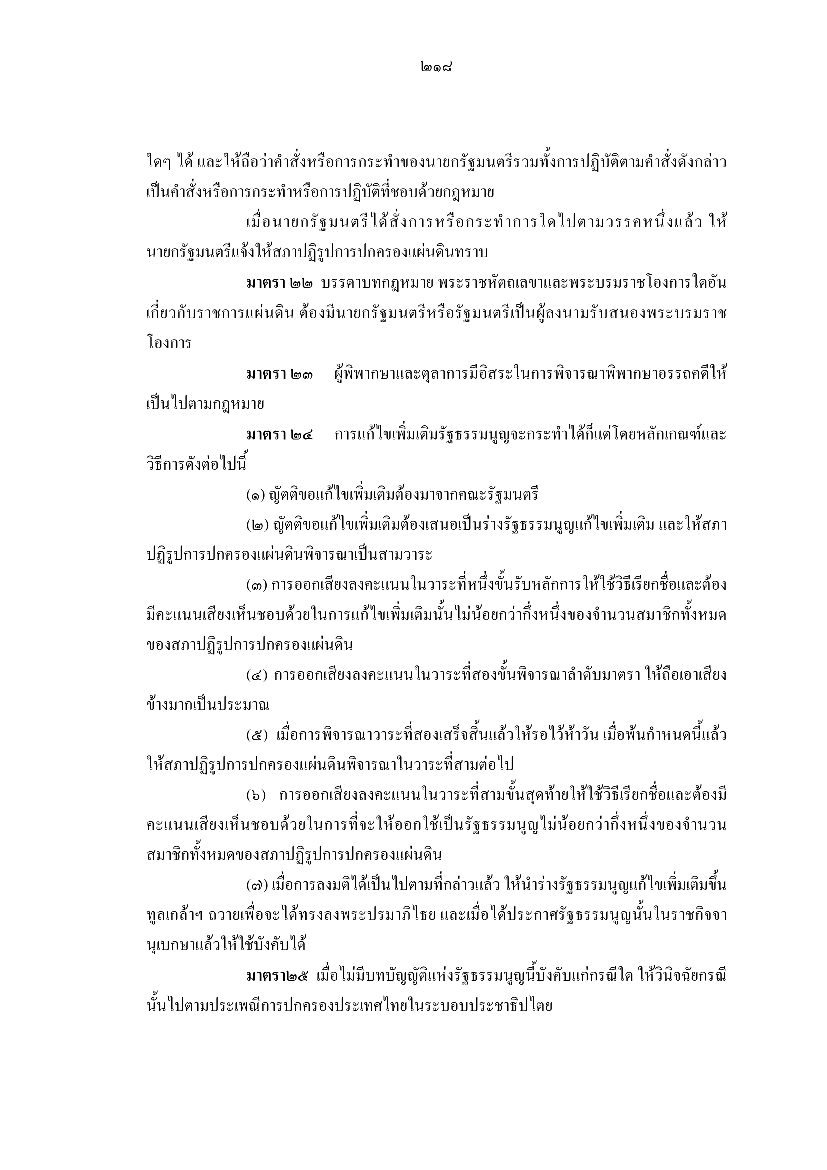 ๒๑๘
ใดๆ ได้ และให้ถือว่าคำสั่งหรือการกระทำของนายกรัฐมนตรีรวมทั้งการปฏิบัติตามคำสั่งดังกล่าว
เป็นคำสั่งหรือการกระทำหรือการปฏิบัติที่ชอบด้วยกฎหมาย
เมื่อนายกรัฐมนตรีได้สั่งการหรือกระทำการใดไปตามวรรคหนึ่งแล้ว ให้
นายกรัฐมนตรีแจ้งให้สภาปฏิรูปการปกครองแผ่นดินทราบ
มาตรา ๒๒ บรรดาบทกฎหมาย พระราชหัตถเลขาและพระบรมราชโองการใดอัน
เกี่ยวกับราชการแผ่นดิน ต้องมีนายกรัฐมนตรีหรือรัฐมนตรีเป็นผู้ลงนามรับสนองพระบรมราช
โองการ
มาตรา ๒๓ ผู้พิพากษาและตุลาการมีอิสระในการพิจารณาพิพากษาอรรถคดีให้
เป็นไปตามกฎหมาย
มาตรา ๒๔ การแก้ไขเพิ่มเติมรัฐธรรมนูญจะกระทำได้ก็แต่โดยหลักเกณฑ์และ
วิธีการดังต่อไปนี้
(๑) ญัตติขอแก้ไขเพิ่มเติมต้องมาจากคณะรัฐมนตรี
(๒) ญัตติขอแก้ไขเพิ่มเติมต้องเสนอเป็นร่างรัฐธรรมนูญแก้ไขเพิ่มเติม และให้สภา
ปฏิรูปการปกครองแผ่นดินพิจารณาเป็นสามวาระ
(๓) การออกเสียงลงคะแนนในวาระที่หนึ่งขั้นรับหลักการให้ใช้วิธีเรียกชื่อและต้อง
มีคะแนนเสียงเห็นชอบด้วยในการแก้ไขเพิ่มเติมนั้นไม่น้อยกว่ากึ่งหนึ่งของจำนวนสมาชิกทั้งหมด
ของสภาปฏิรูปการปกครองแผ่นดิน
(๔) การออกเสียงลงคะแนนในวาระที่สองขั้นพิจารณาลำดับมาตรา ให้ถือเอาเสียง
ข้างมากเป็นประมาณ
(๕) เมื่อการพิจารณาวาระที่สองเสร็จสิ้นแล้วให้รอไว้ห้าวัน เมื่อพ้นกำหนดนี้แล้ว
ให้สภาปฏิรูปการปกครองแผ่นดินพิจารณาในวาระที่สามต่อไป
(๖) การออกเสียงลงคะแนนในวาระที่สามขั้นสุดท้ายให้ใช้วิธีเรียกชื่อและต้องมี
คะแนนเสียงเห็นชอบด้วยในการที่จะให้ออกใช้เป็นรัฐธรรมนูญไม่น้อยกว่ากึ่งหนึ่งของจำนวน
สมาชิกทั้งหมดของสภาปฏิรูปการปกครองแผ่นดิน
(๗) เมื่อการลงมติได้เป็นไปตามที่กล่าวแล้ว ให้นำร่างรัฐธรรมนูญแก้ไขเพิ่มเติมขึ้น
ทูลเกล้าฯ ถวายเพื่อจะได้ทรงลงพระปรมาภิไธย และเมื่อได้ประกาศรัฐธรรมนูญนั้นในราชกิจจา
นุเบกษาแล้วให้ใช้บังคับได้
มาตรา๒๕ เมื่อไม่มีบทบัญญัติแห่งรัฐธรรมนูญนี้บังคับแก่กรณีใด ให้วินิจฉัยกรณี
นั้นไปตามประเพณีการปกครองประเทศไทยในระบอบประชาธิปไตย